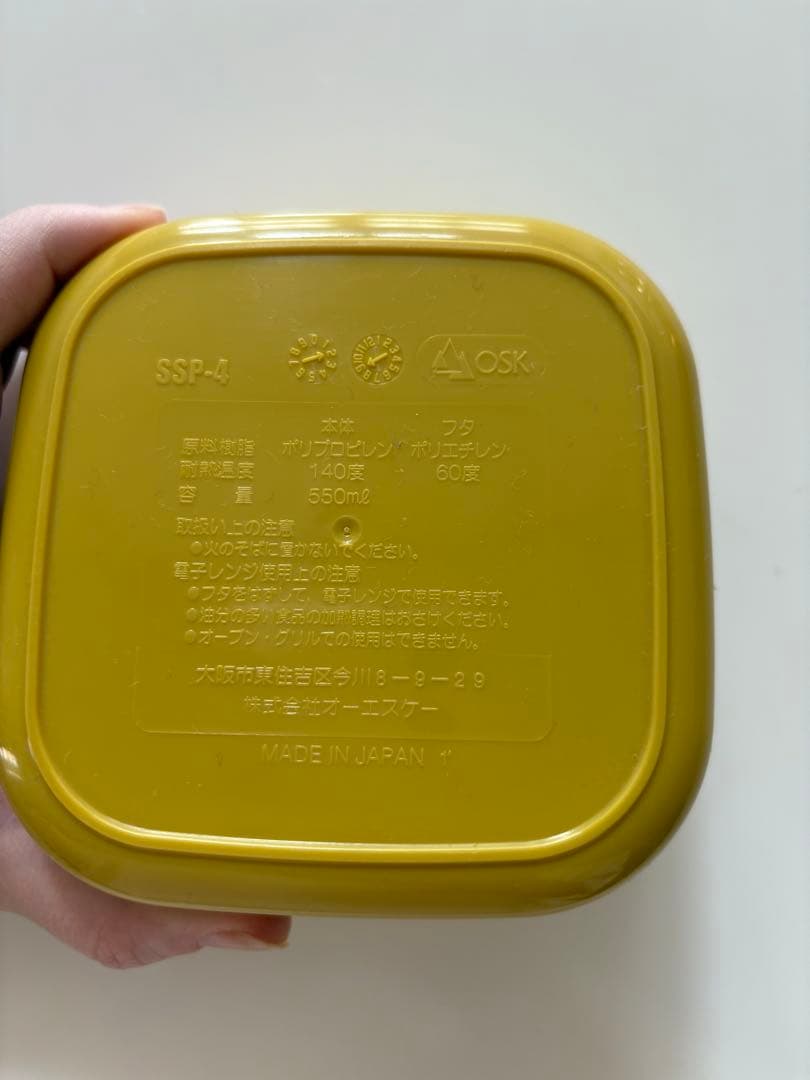 SSP-4 OSK
本体 フタ
原料樹脂 ポリプロピレン ポリエチレン
耐熱温度 140度 60度
容量 550ml
取扱い上の注意
●火のそばに置かないでください。
電子レンジ使用上の注意
●フタをはずして、電子レンジで使用できます。
●油分の多い食品の加熱調理はおさけください。
●オーブン・グリルでの使用はできません。
大阪市東住吉区今川8-9-29
株式会社オーエスケー
MADE IN JAPAN